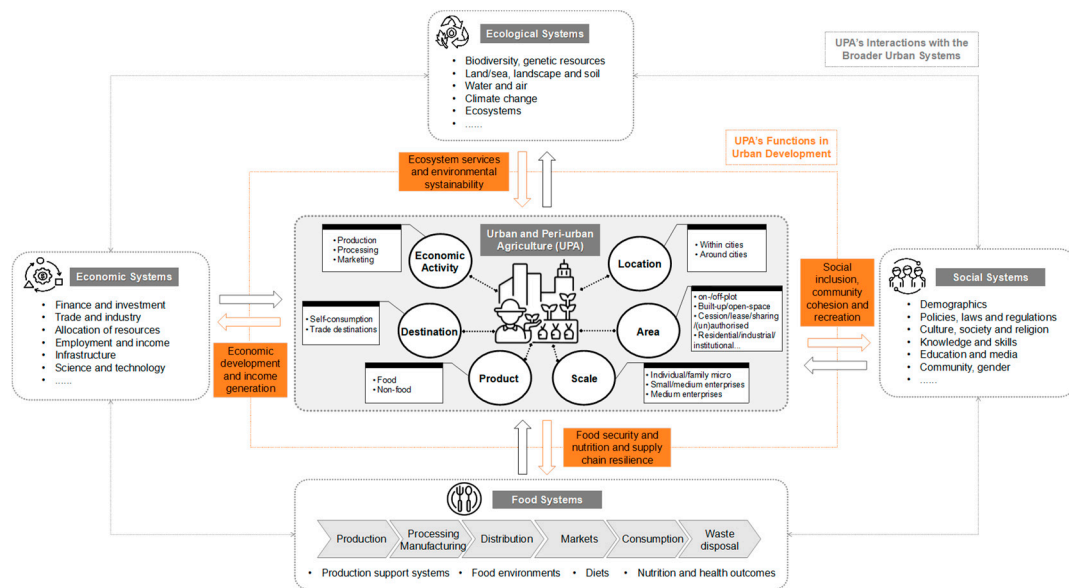 Ecological Systems
• Biodiversity, genetic resources
• Land/sea, landscape and soil
• Water and air
• Climate change
• Ecosystems
• ......
UPA's Interactions with the
Broader Urban Systems
UPA's Functions in
Urban Development
Ecosystem services
and environmental
sustainability
Urban and Peri-urban
Agriculture (UPA)
• Production
• Processing
• Marketing
Economic
Activity
Location
• Within cities
• Around cities
• Self-consumption
• Trade destinations
Destination
Area
• on-/off-plot
• Built-up/open-space
• Cession/lease/sharing
/(un)authorised
• Residential/industrial/
institutional...
• Food
• Non-food
Product
Scale
• Individual/family micro
• Small/medium enterprises
• Medium enterprises
Economic Systems
• Finance and investment
• Trade and industry
• Allocation of resources
• Employment and income
• Infrastructure
• Science and technology
• ......
Economic
development
and income
generation
Social
inclusion,
community
cohesion and
recreation
Social Systems
• Demographics
• Policies, laws and regulations
• Culture, society and religion
• Knowledge and skills
• Education and media
• Community, gender
• ......
Food security and
nutrition and supply
chain resilience
Food Systems
Production
Processing
Manufacturing
Distribution
Markets
Consumption
Waste
disposal
• Production support systems • Food environments • Diets • Nutrition and health outcomes